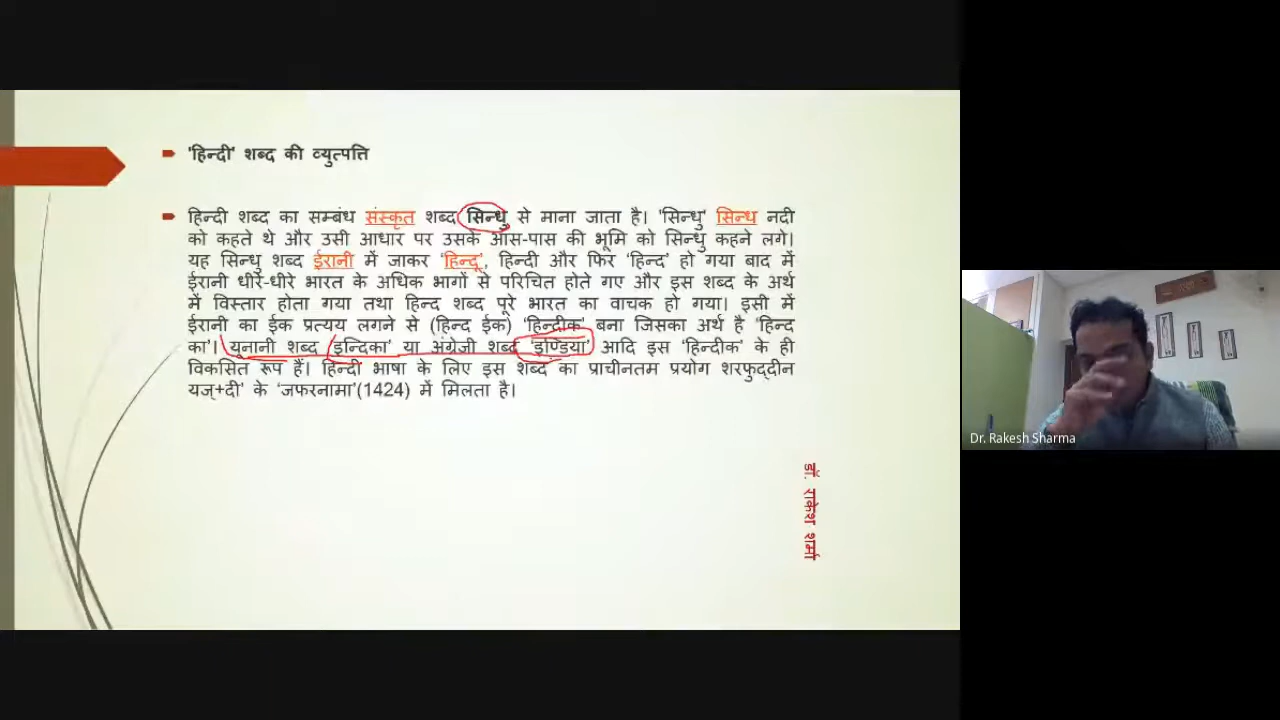 'हिन्दी' शब्द की व्युत्पत्ति
हिन्दी शब्द का सम्बंध संस्कृत शब्द सिन्धु से माना जाता है। 'सिन्धु' सिन्ध नदी
को कहते थे और उसी आधार पर उसके आस-पास की भूमि को सिन्धु कहने लगे।
यह सिन्धु शब्द ईरानी में जाकर 'हिन्दू', हिन्दी और फिर 'हिन्द' हो गया बाद में
ईरानी धीरे-धीरे भारत के अधिक भागों से परिचित होते गए और इस शब्द के अर्थ
में विस्तार होता गया तथा हिन्द शब्द पूरे भारत का वाचक हो गया। इसी में
ईरानी का ईक प्रत्यय लगने से (हिन्द ईक) 'हिन्दीक' बना जिसका अर्थ है 'हिन्द
का'। यूनानी शब्द 'इन्दिका' या अंग्रेजी शब्द 'इण्डिया' आदि इस 'हिन्दीक' के ही
विकसित रूप हैं। हिन्दी भाषा के लिए इस शब्द का प्राचीनतम प्रयोग शरफुद्दीन
यज्+दी' के 'जफरनामा'(1424) में मिलता है।
डॉ. राकेश शर्मा
Dr. Rakesh Sharma